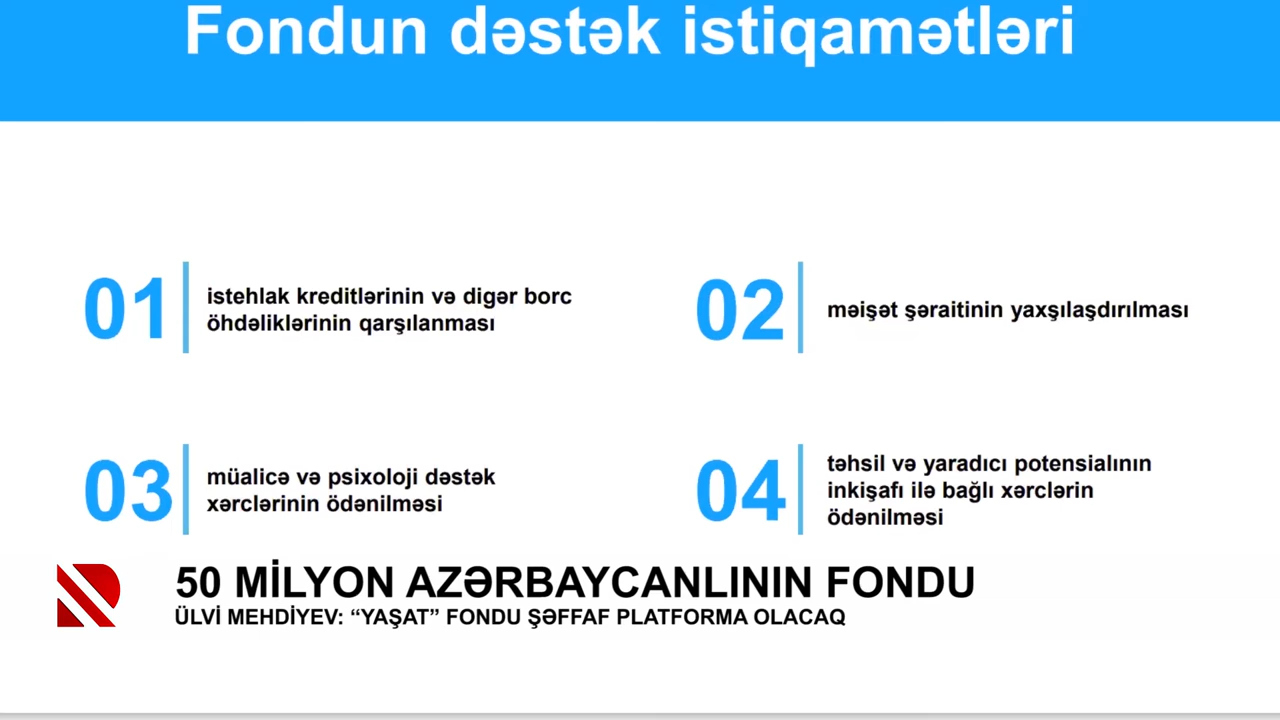 Fondun dəstək istiqamətləri
01
istehlak kreditlərinin və digər borc
öhdəliklərinin qarşılanması
02
məişət şəraitinin yaxşılaşdırılması
03
müalicə və psixoloji dəstək
xərclərinin ödənilməsi
04
təhsil və yaradıcı potensialının
inkişafı ilə bağlı xərclərin
ödənilməsi
50 MİLYON AZƏRBAYCANLININ FONDU
ÜLVİ MEHDİYEV: “YAŞAT” FONDU ŞƏFFAF PLATFORMA OLACAQ